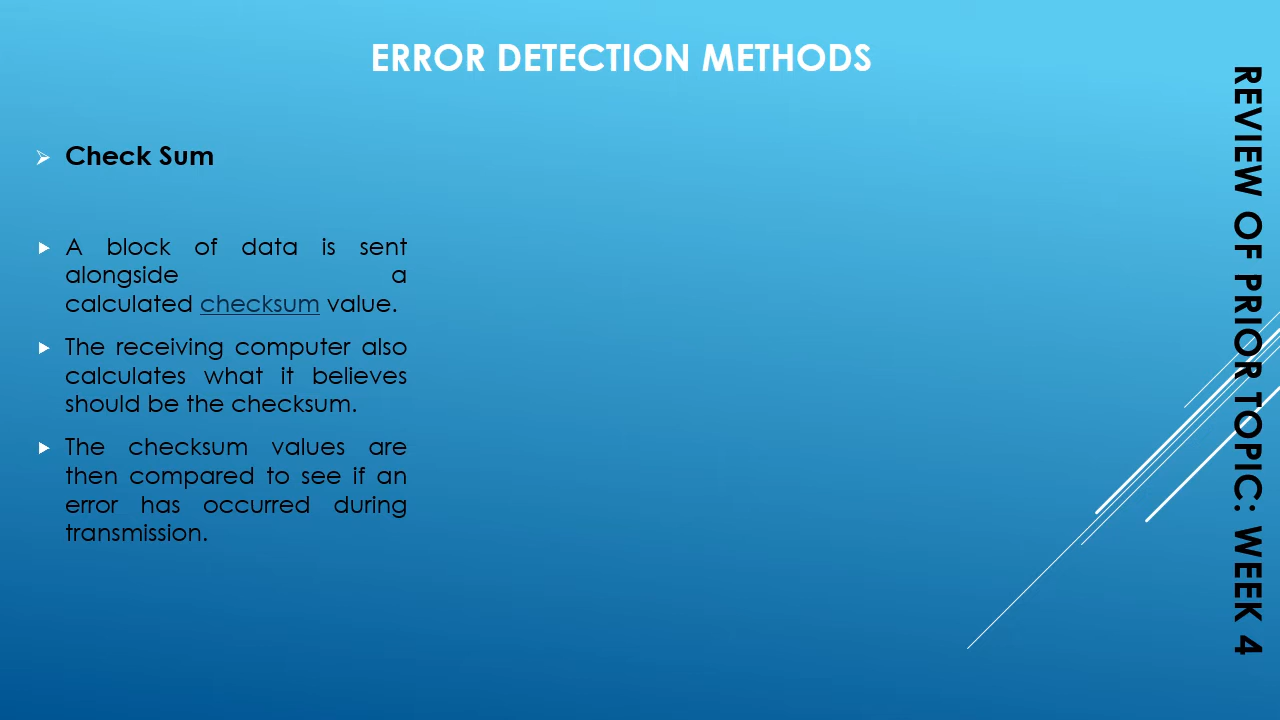 ERROR DETECTION METHODS
Check Sum
A block of data is sent
alongside a
calculated checksum value.
The receiving computer also
calculates what it believes
should be the checksum.
The checksum values are
then compared to see if an
error has occurred during
transmission.
REVIEW OF PRIOR TOPIC: WEEK 4